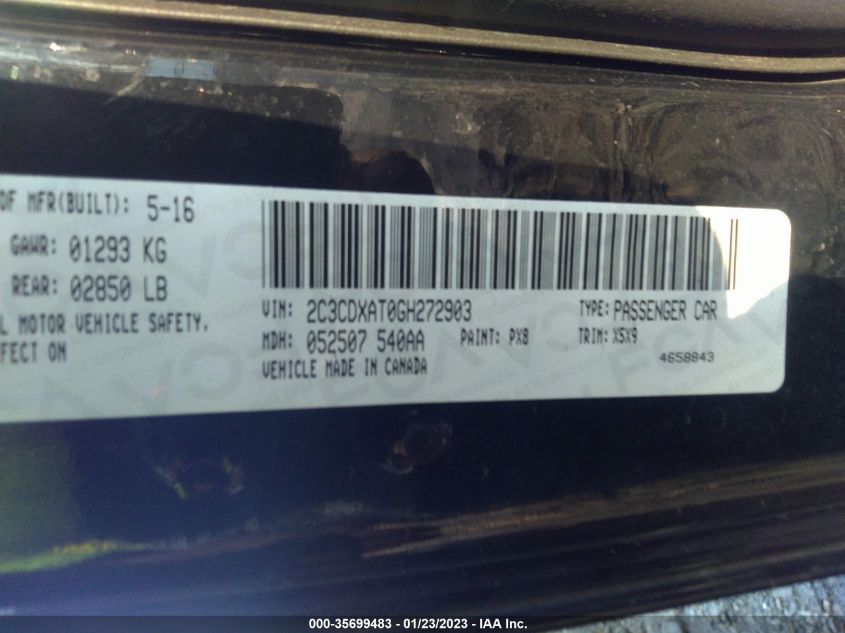 OF MFR(BUILT): 5-16
GAWR: 01293 KG
REAR: 02850 LB
MOTOR VEHICLE SAFETY,
ON
VIN: 2C3CDXAT0GH272903
TYPE: PASSENGER CAR
MDH: 052507 540AA
PAINT: PX8
TRIM: X5X9
VEHICLE MADE IN CANADA
4658843
000-35699483 - 01/23/2023 - IAA Inc.